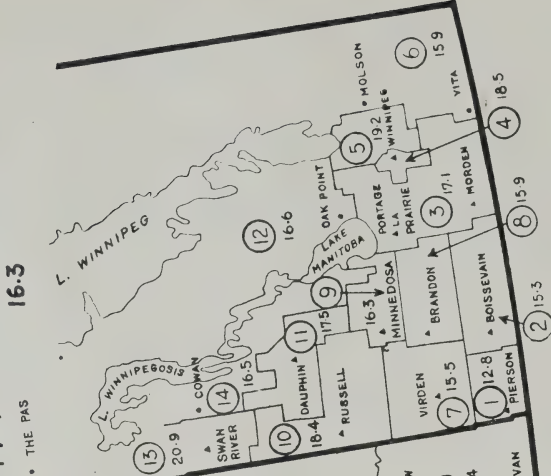 16.3
THE PAS
L. WINNIPEG
L. WINNIPEGOSIS
13
20.9
SWAN
RIVER
COWAN
14
16.5
12
16.6
10
18.4
DAUPHIN
11
17.5
RUSSELL
LAKE
MANITOBA
OAK POINT
9
16.3
MINNEDOSA
5
19.2
MOLSON
WINNIPEG
6
15.9
PORTAGE
LA
PRAIRIE
3
17.1
4
18.5
VITA
MORDEN
VIRDEN
7
15.5
BRANDON
8
15.9
1
12.8
PIERSON
BOISSEVAIN
2
15.3
VAN